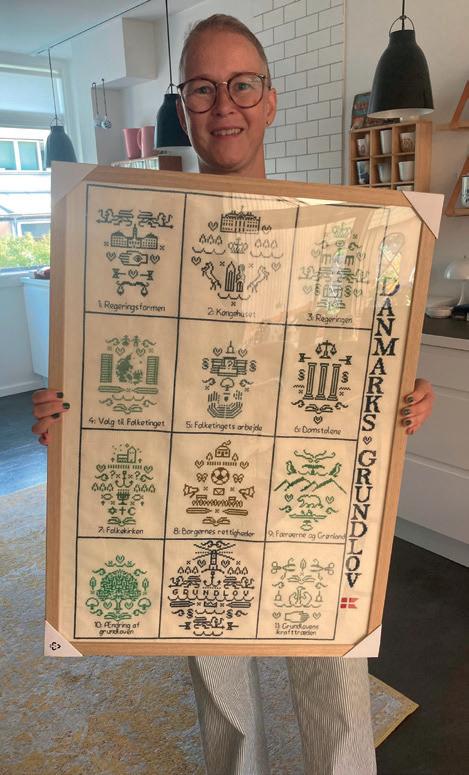 1: Regeringsformen
2: Kongehuset
3: Regeringen
4: Valg til Folketinget
5: Folketingets arbejde
6: Domstolene
7: Folkekirken
8: Borgernes rettigheder
9: Færøerne og Grønland
10: Ændring af
grundloven
GRUNDLOV
11: Grundlovens
ikrafttræden
DANMARKS GRUNDLOV